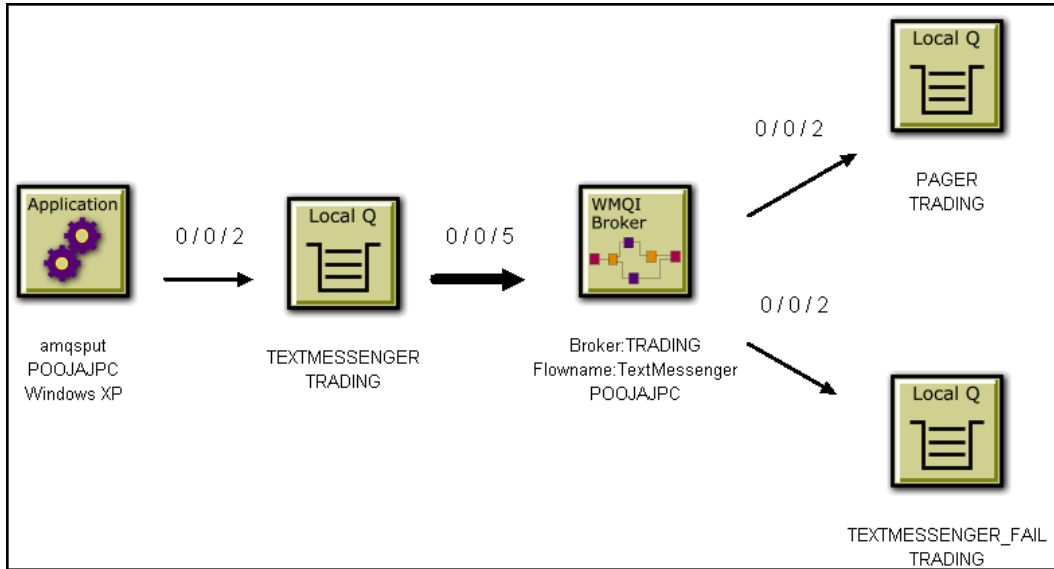 Application
amqsput
POOJAJPC
Windows XP
0/0/2
Local Q
TEXTMESSENGER
TRADING
0/0/5
WMQI
Broker
Broker:TRADING
Flowname:TextMessenger
POOJAJPC
0/0/2
Local Q
PAGER
TRADING
0/0/2
Local Q
TEXTMESSENGER_FAIL
TRADING